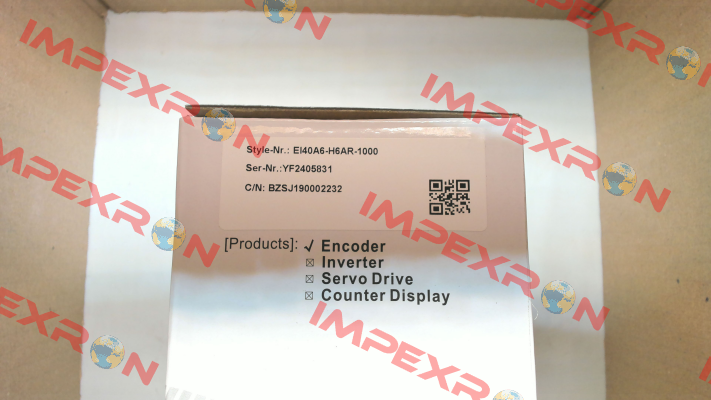 Style-Nr.: EI40A6-H6AR-1000
Ser-Nr.:YF2405831
C/N: BZSJ190002232
[Products]: ✓ Encoder
☒ Inverter
☒ Servo Drive
☒ Counter Display
IMPEXRON
IMPEXRON
IMPEXRON
IMPEXRON
IMPEXRON
IMPEXRON
IMPEXRON